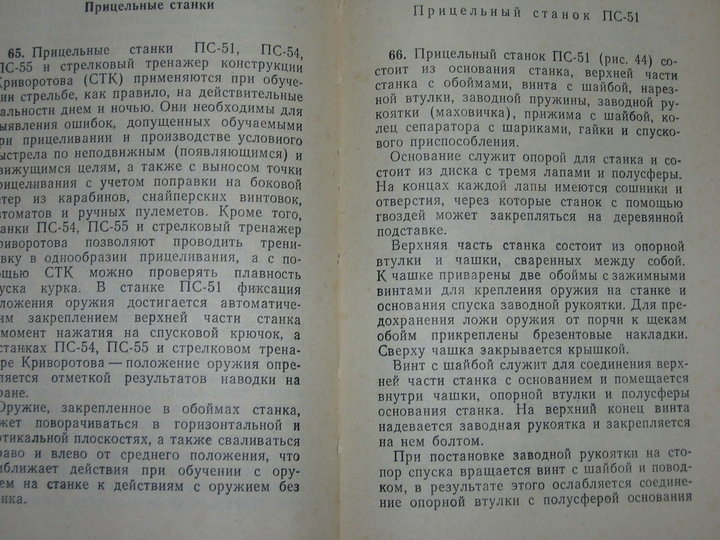 Прицельные станки
65. Прицельные станки ПС-51, ПС-54,
ПС-55 и стрелковый тренажер конструкции
Криворотова (СТК) применяются при обуче-
нии стрельбе, как правило, на действительные
дальности днем и ночью. Они необходимы для
выявления ошибок, допущенных обучаемыми
при прицеливании и производстве условного
выстрела по неподвижным (появляющимся) и
движущимся целям, а также с выносом точки
прицеливания с учетом поправки на боковой
ветер из карабинов, снайперских винтовок,
автоматов и ручных пулеметов. Кроме того,
станки ПС-54, ПС-55 и стрелковый тренажер
Криворотова позволяют проводить трени-
ровку в однообразии прицеливания, а с по-
мощью СТК можно проверять плавность
спуска курка. В станке ПС-51 фиксация
положения оружия достигается автоматиче-
ским закреплением верхней части станка
в момент нажатия на спусковой крючок, а
в станках ПС-54, ПС-55 и стрелковом трена-
жере Криворотова — положение оружия опре-
деляется отметкой результатов наводки на
экране.
Оружие, закрепленное в обоймах станка,
может поворачиваться в горизонтальной и
вертикальной плоскостях, а также сваливаться
вправо и влево от среднего положения, что
приближает действия при обучении с ору-
жием на станке к действиям с оружием без
станка.
Прицельный станок ПС-51
66. Прицельный станок ПС-51 (рис. 44) со-
стоит из основания станка, верхней части
станка с обоймами, винта с шайбой, нарез-
ной втулки, заводной пружины, заводной ру-
коятки (маховичка), прижима с шайбой, ко-
лец сепаратора с шариками, гайки и спуско-
вого приспособления.
Основание служит опорой для станка и со-
стоит из диска с тремя лапами и полусферы.
На концах каждой лапы имеются сошники и
отверстия, через которые станок с помощью
гвоздей может закрепляться на деревянной
подставке.
Верхняя часть станка состоит из опорной
втулки и чашки, сваренных между собой.
К чашке приварены две обоймы с зажимными
винтами для крепления оружия на станке и
основания спуска заводной рукоятки. Для пре-
дохранения ложи оружия от порчи к щекам
обойм прикреплены брезентовые накладки.
Сверху чашка закрывается крышкой.
Винт с шайбой служит для соединения верх-
ней части станка с основанием и помещается
внутри чашки, опорной втулки и полусферы
основания станка. На верхний конец винта
надевается заводная рукоятка и закрепляется
на нем болтом.
При постановке заводной рукоятки на сто-
пор спуска вращается винт с шайбой и повод-
ком, в результате этого ослабляется соедине-
ние опорной втулки с полусферой основания